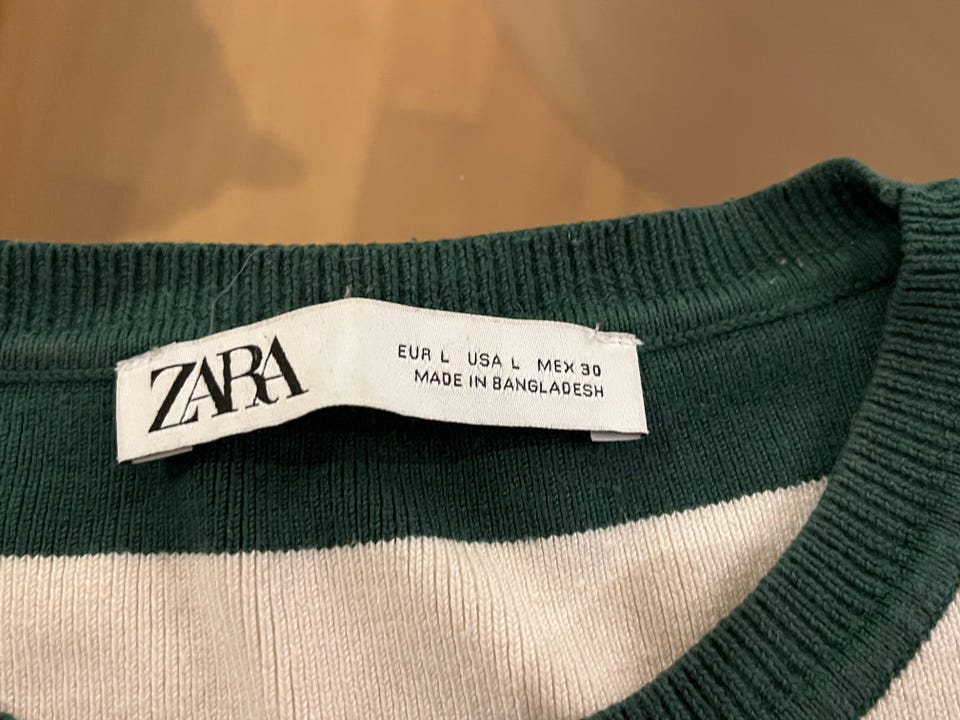 ZARA
EUR L USA L MEX 30
MADE IN BANGLADESH